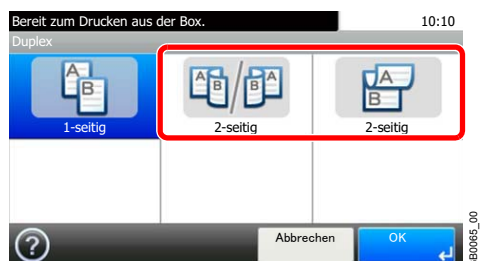 Bereit zum Drucken aus der Box. 10:10
Duplex
A B A B B A A B
1-seitig 2-seitig 2-seitig
? Abbrechen OK
B0065_00